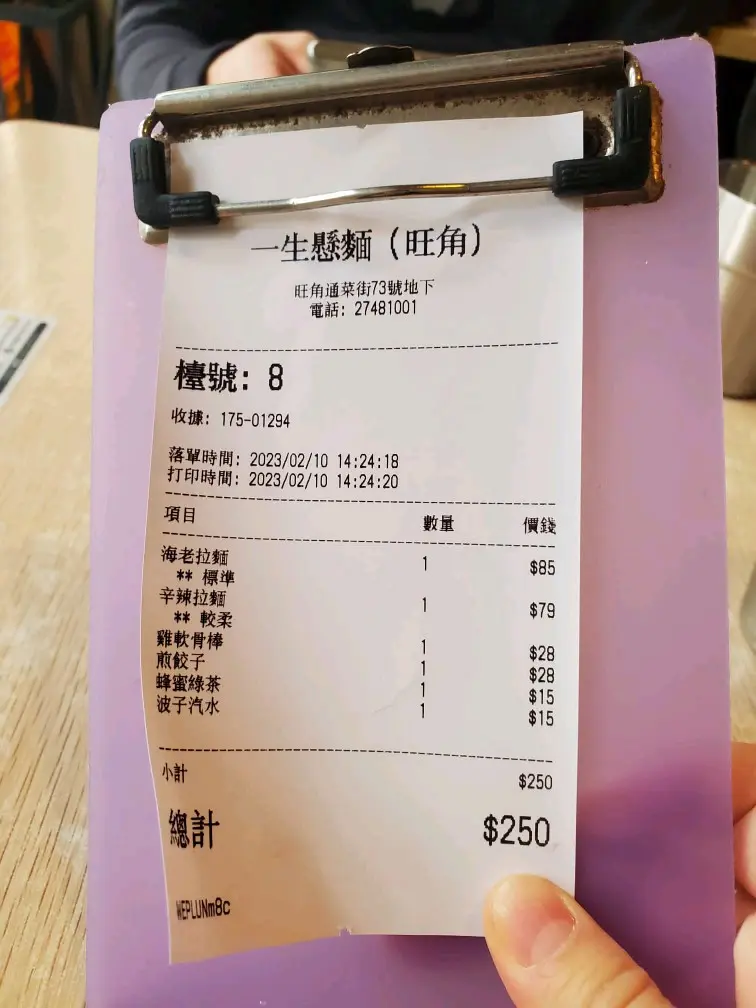 一生懸麵（旺角）
旺角通菜街73號地下
電話: 27481001
檯號: 8
收據: 175-01294
落單時間: 2023/02/10 14:24:18
打印時間: 2023/02/10 14:24:20
項目 數量 價錢
海老拉麵 1 $85
** 標準
辛辣拉麵 1 $79
** 較柔
雞軟骨棒 1 $28
煎餃子 1 $28
蜂蜜綠茶 1 $15
波子汽水 1 $15
小計 $250
總計 $250
WEPLUNm8c